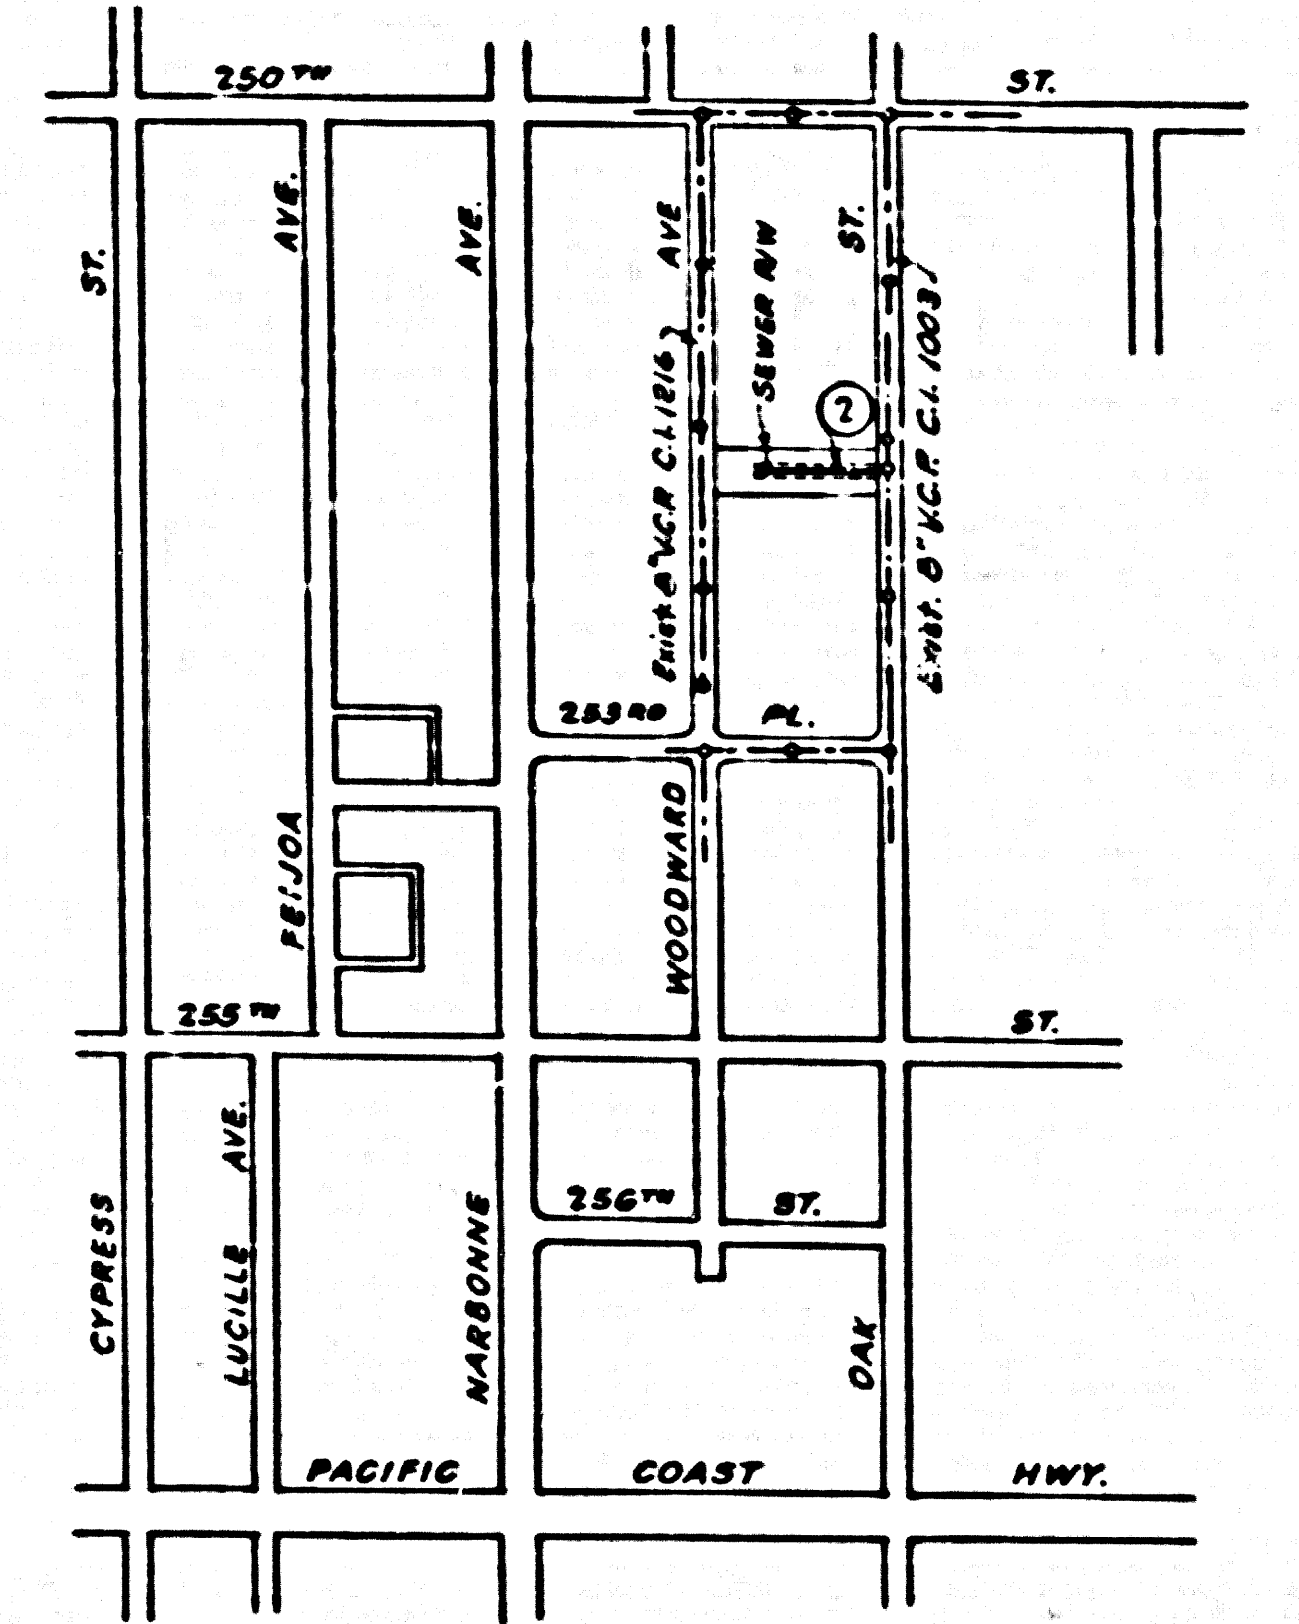 250TH ST.
ST.
AVE.
AVE.
AVE
SEWER R/W
ST.
EXIST. 8" V.C.P. C.I. 1216
2
EXIST. 8" V.C.P. C.I. 1003
253RD PL.
FEIJOA
WOODWARD
255TH ST.
CYPRESS
LUCILLE AVE.
NARBONNE
256TH ST.
OAK
PACIFIC COAST HWY.